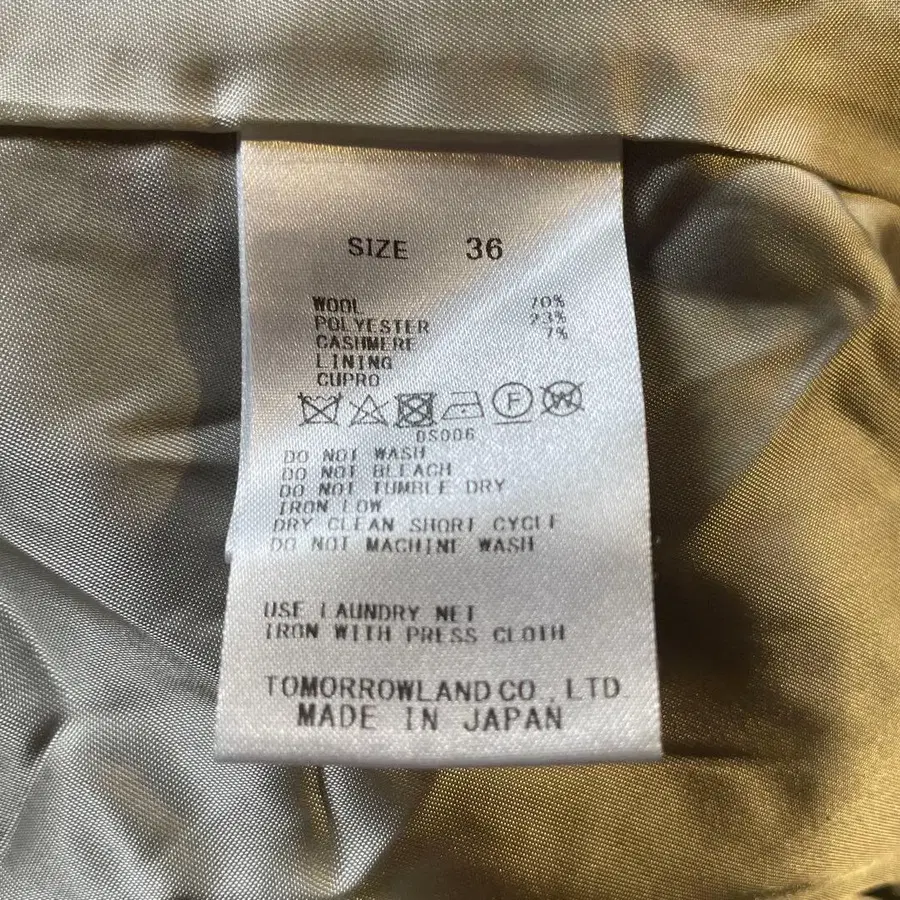 SIZE 36
WOOL 70%
POLYESTER 23%
CASHMERE 7%
LINING
CUPRO
F W
DS006
DO NOT WASH
DO NOT BLEACH
DO NOT TUMBLE DRY
IRON LOW
DRY CLEAN SHORT CYCLE
DO NOT MACHINE WASH
USE LAUNDRY NET
IRON WITH PRESS CLOTH
TOMORROWLAND CO.,LTD
MADE IN JAPAN